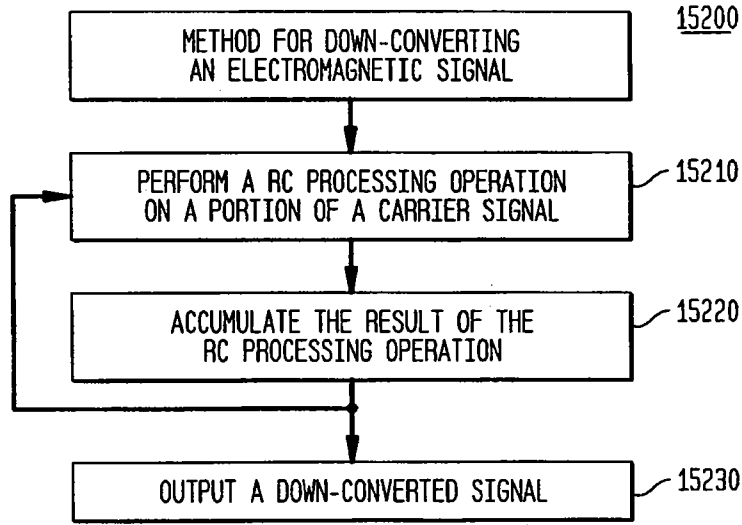 15200
METHOD FOR DOWN-CONVERTING
AN ELECTROMAGNETIC SIGNAL
PERFORM A RC PROCESSING OPERATION
ON A PORTION OF A CARRIER SIGNAL
15210
ACCUMULATE THE RESULT OF THE
RC PROCESSING OPERATION
15220
OUTPUT A DOWN-CONVERTED SIGNAL
15230